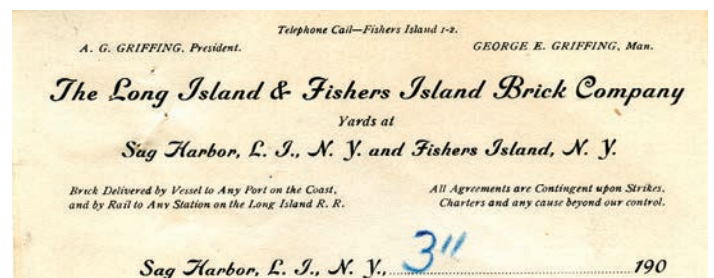 Telephone Call—Fishers Island 1-2.
A. G. GRIFFING, President. GEORGE E. GRIFFING, Man.
The Long Island & Fishers Island Brick Company
Yards at
Sag Harbor, L. I., N. Y. and Fishers Island, N. Y.
Brick Delivered by Vessel to Any Port on the Coast, All Agreements are Contingent upon Strikes,
and by Rail to Any Station on the Long Island R. R. Charters and any cause beyond our control.
Sag Harbor, L. I., N. Y., 3" 190